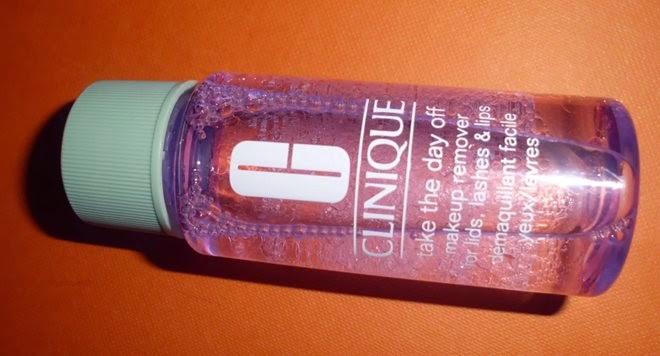 C
CLINIQUE
take the day off
makeup remover
for lids, lashes & lips
démaquillant facile
yeux/lèvres